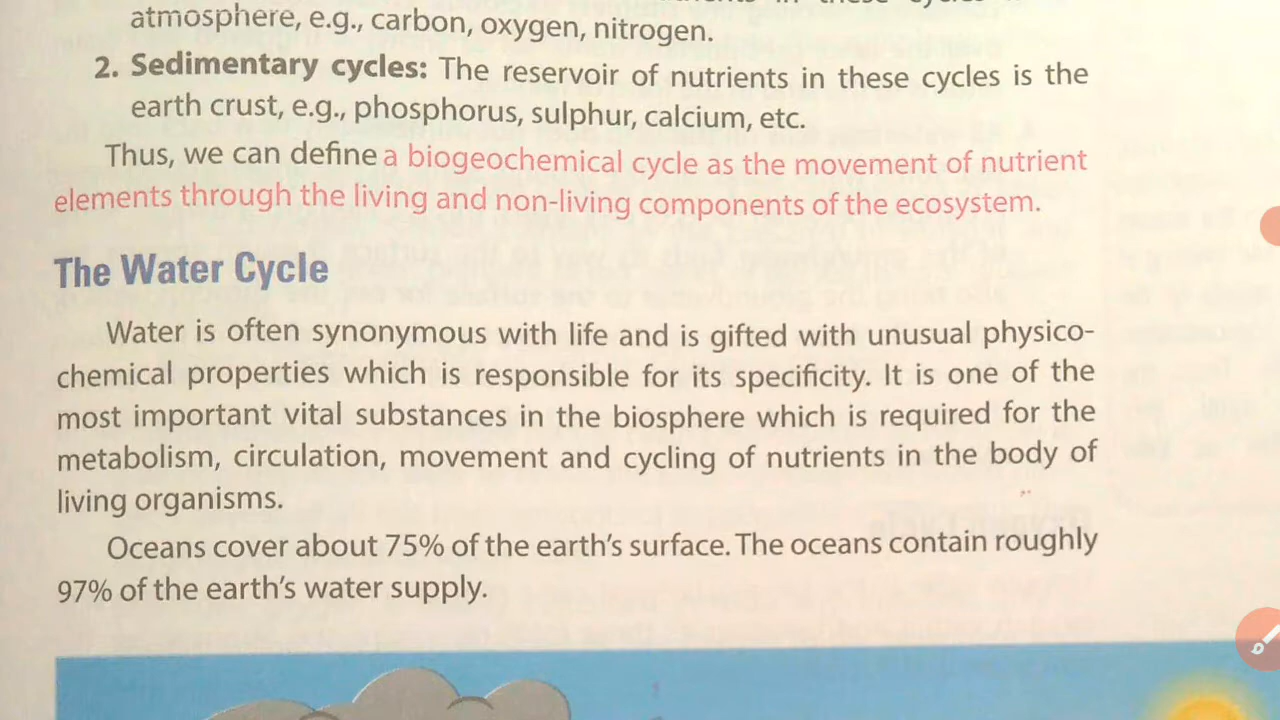 atmosphere, e.g., carbon, oxygen, nitrogen.
2. Sedimentary cycles: The reservoir of nutrients in these cycles is the
earth crust, e.g., phosphorus, sulphur, calcium, etc.
Thus, we can define a biogeochemical cycle as the movement of nutrient
elements through the living and non-living components of the ecosystem.
The Water Cycle
Water is often synonymous with life and is gifted with unusual physico-
chemical properties which is responsible for its specificity. It is one of the
most important vital substances in the biosphere which is required for the
metabolism, circulation, movement and cycling of nutrients in the body of
living organisms.
Oceans cover about 75% of the earth's surface. The oceans contain roughly
97% of the earth's water supply.